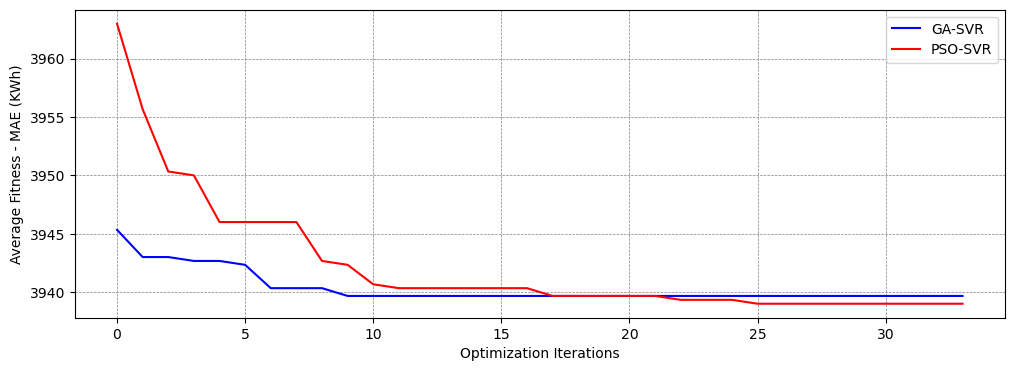 GA-SVR
PSO-SVR
Average Fitness - MAE (KWh)
3960
3955
3950
3945
3940
0 5 10 15 20 25 30
Optimization Iterations